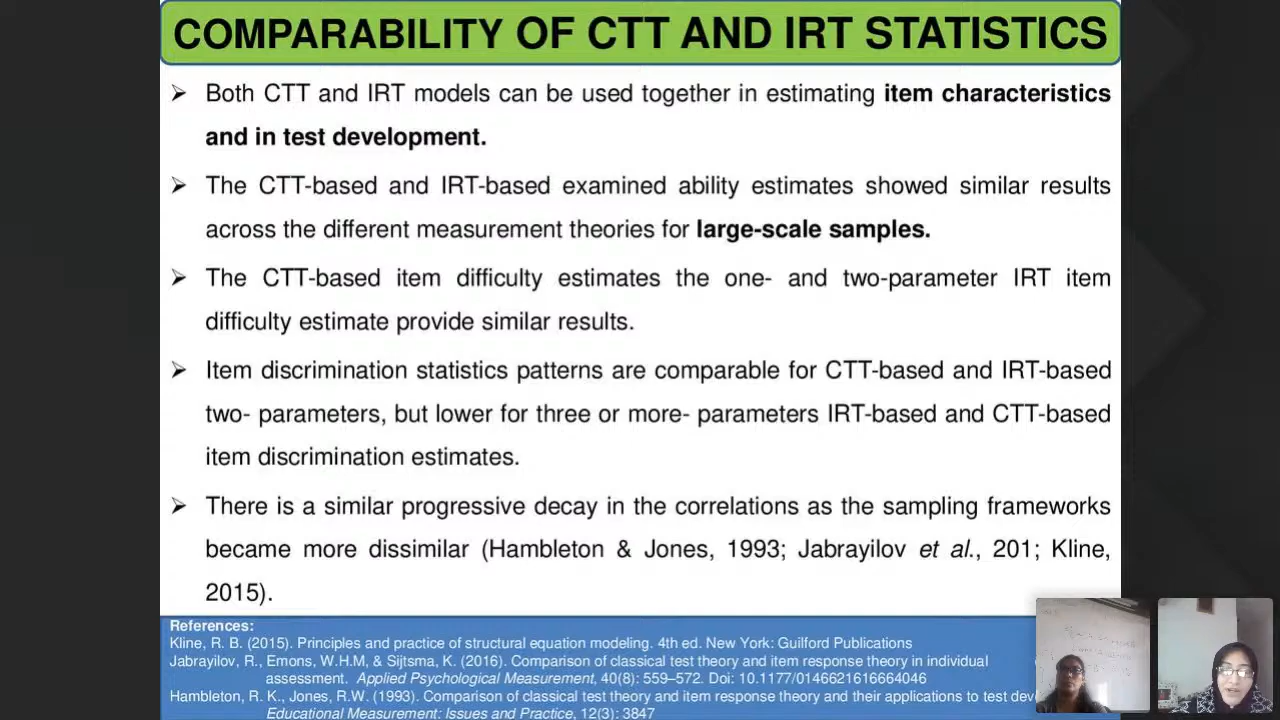 COMPARABILITY OF CTT AND IRT STATISTICS
➢ Both CTT and IRT models can be used together in estimating item characteristics
and in test development.
➢ The CTT-based and IRT-based examined ability estimates showed similar results
across the different measurement theories for large-scale samples.
➢ The CTT-based item difficulty estimates the one- and two-parameter IRT item
difficulty estimate provide similar results.
➢ Item discrimination statistics patterns are comparable for CTT-based and IRT-based
two- parameters, but lower for three or more- parameters IRT-based and CTT-based
item discrimination estimates.
➢ There is a similar progressive decay in the correlations as the sampling frameworks
became more dissimilar (Hambleton & Jones, 1993; Jabrayilov et al., 201; Kline,
2015).
References:
Kline, R. B. (2015). Principles and practice of structural equation modeling. 4th ed. New York: Guilford Publications
Jabrayilov, R., Emons, W.H.M, & Sijtsma, K. (2016). Comparison of classical test theory and item response theory in individual
assessment. Applied Psychological Measurement, 40(8): 559–572. Doi: 10.1177/0146621616664046
Hambleton, R. K., Jones, R.W. (1993). Comparison of classical test theory and item response theory and their applications to test deve
Educational Measurement: Issues and Practice, 12(3): 3847